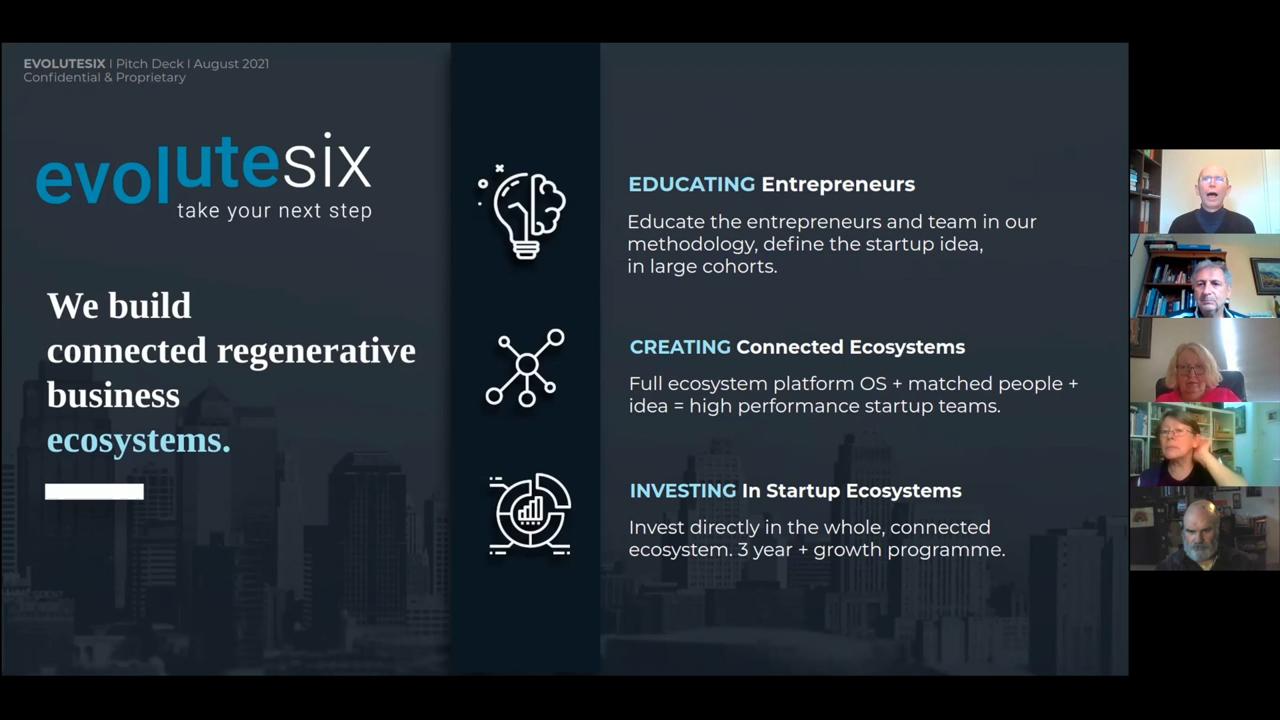 EVOLUTESIX I Pitch Deck I August 2021
Confidential & Proprietary
evolutesix
take your next step
We build
connected regenerative
business
ecosystems.
EDUCATING Entrepreneurs
Educate the entrepreneurs and team in our
methodology, define the startup idea,
in large cohorts.
CREATING Connected Ecosystems
Full ecosystem platform OS + matched people +
idea = high performance startup teams.
INVESTING In Startup Ecosystems
Invest directly in the whole, connected
ecosystem. 3 year + growth programme.